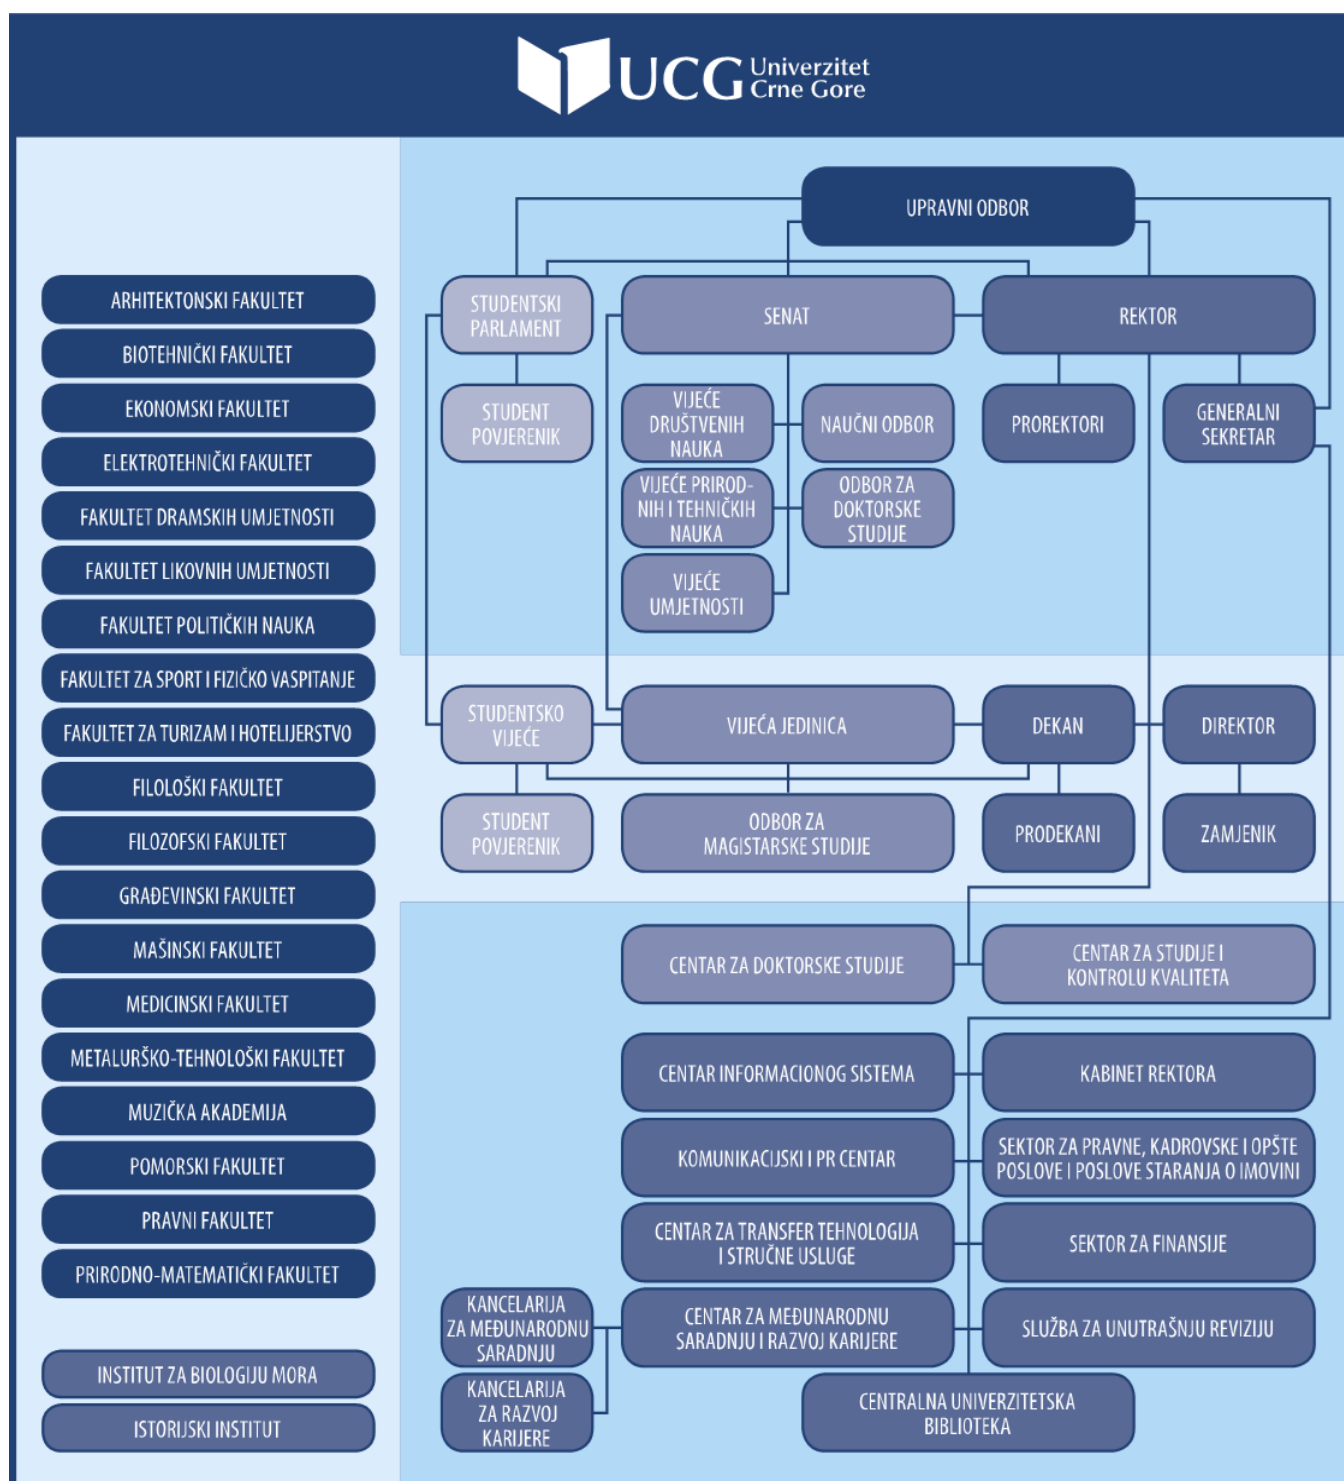 UCG Univerzitet
Crne Gore
ARHITEKTONSKI FAKULTET
BIOTEHNIČKI FAKULTET
EKONOMSKI FAKULTET
ELEKTROTEHNIČKI FAKULTET
FAKULTET DRAMSKIH UMJETNOSTI
FAKULTET LIKOVNIH UMJETNOSTI
FAKULTET POLITIČKIH NAUKA
FAKULTET ZA SPORT I FIZIČKO VASPITANJE
FAKULTET ZA TURIZAM I HOTELIJERSTVO
FILOLOŠKI FAKULTET
FILOZOFSKI FAKULTET
GRAĐEVINSKI FAKULTET
MAŠINSKI FAKULTET
MEDICINSKI FAKULTET
METALURŠKO-TEHNOLOŠKI FAKULTET
MUZIČKA AKADEMIJA
POMORSKI FAKULTET
PRAVNI FAKULTET
PRIRODNO-MATEMATIČKI FAKULTET
INSTITUT ZA BIOLOGIJU MORA
ISTORIJSKI INSTITUT
UPRAVNI ODBOR
STUDENTSKI
PARLAMENT
SENAT
REKTOR
STUDENT
POVJERENIK
VIJEĆE
DRUŠTVENIH
NAUKA
NAUČNI ODBOR
PROREKTORI
GENERALNI
SEKRETAR
VIJEĆE PRIROD-
NIH I TEHNIČKIH
NAUKA
ODBOR ZA
DOKTORSKE
STUDIJE
VIJEĆE
UMJETNOSTI
STUDENTSKO
VIJEĆE
VIJEĆA JEDINICA
DEKAN
DIREKTOR
STUDENT
POVJERENIK
ODBOR ZA
MAGISTARSKE STUDIJE
PRODEKANI
ZAMJENIK
CENTAR ZA DOKTORSKE STUDIJE
CENTAR ZA STUDIJE I
KONTROLU KVALITETA
CENTAR INFORMACIONOG SISTEMA
KABINET REKTORA
KOMUNIKACIJSKI I PR CENTAR
SEKTOR ZA PRAVNE, KADROVSKE I OPŠTE
POSLOVE I POSLOVE STARANJA O IMOVINI
CENTAR ZA TRANSFER TEHNOLOGIJA
I STRUČNE USLUGE
SEKTOR ZA FINANSIJE
KANCELARIJA
ZA MEĐUNARODNU
SARADNJU
CENTAR ZA MEĐUNARODNU
SARADNJU I RAZVOJ KARIJERE
SLUŽBA ZA UNUTRAŠNJU REVIZIJU
KANCELARIJA
ZA RAZVOJ
KARIJERE
CENTRALNA UNIVERZITETSKA
BIBLIOTEKA